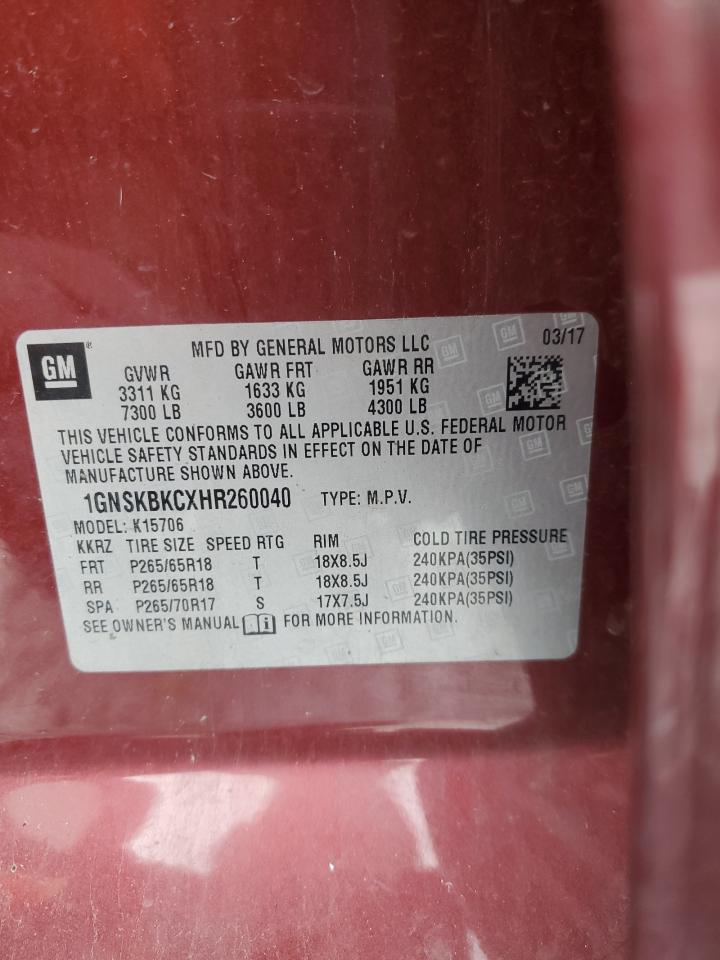 GM
MFD BY GENERAL MOTORS LLC 03/17
GVWR GAWR FRT GAWR RR
3311 KG 1633 KG 1951 KG
7300 LB 3600 LB 4300 LB
THIS VEHICLE CONFORMS TO ALL APPLICABLE U.S. FEDERAL MOTOR
VEHICLE SAFETY STANDARDS IN EFFECT ON THE DATE OF
MANUFACTURE SHOWN ABOVE.
1GNSKBKCXHR260040 TYPE: M.P.V.
MODEL: K15706
KKRZ TIRE SIZE SPEED RTG RIM COLD TIRE PRESSURE
FRT P265/65R18 T 18X8.5J 240KPA(35PSI)
RR P265/65R18 T 18X8.5J 240KPA(35PSI)
SPA P265/70R17 S 17X7.5J 240KPA(35PSI)
SEE OWNER'S MANUAL FOR MORE INFORMATION.